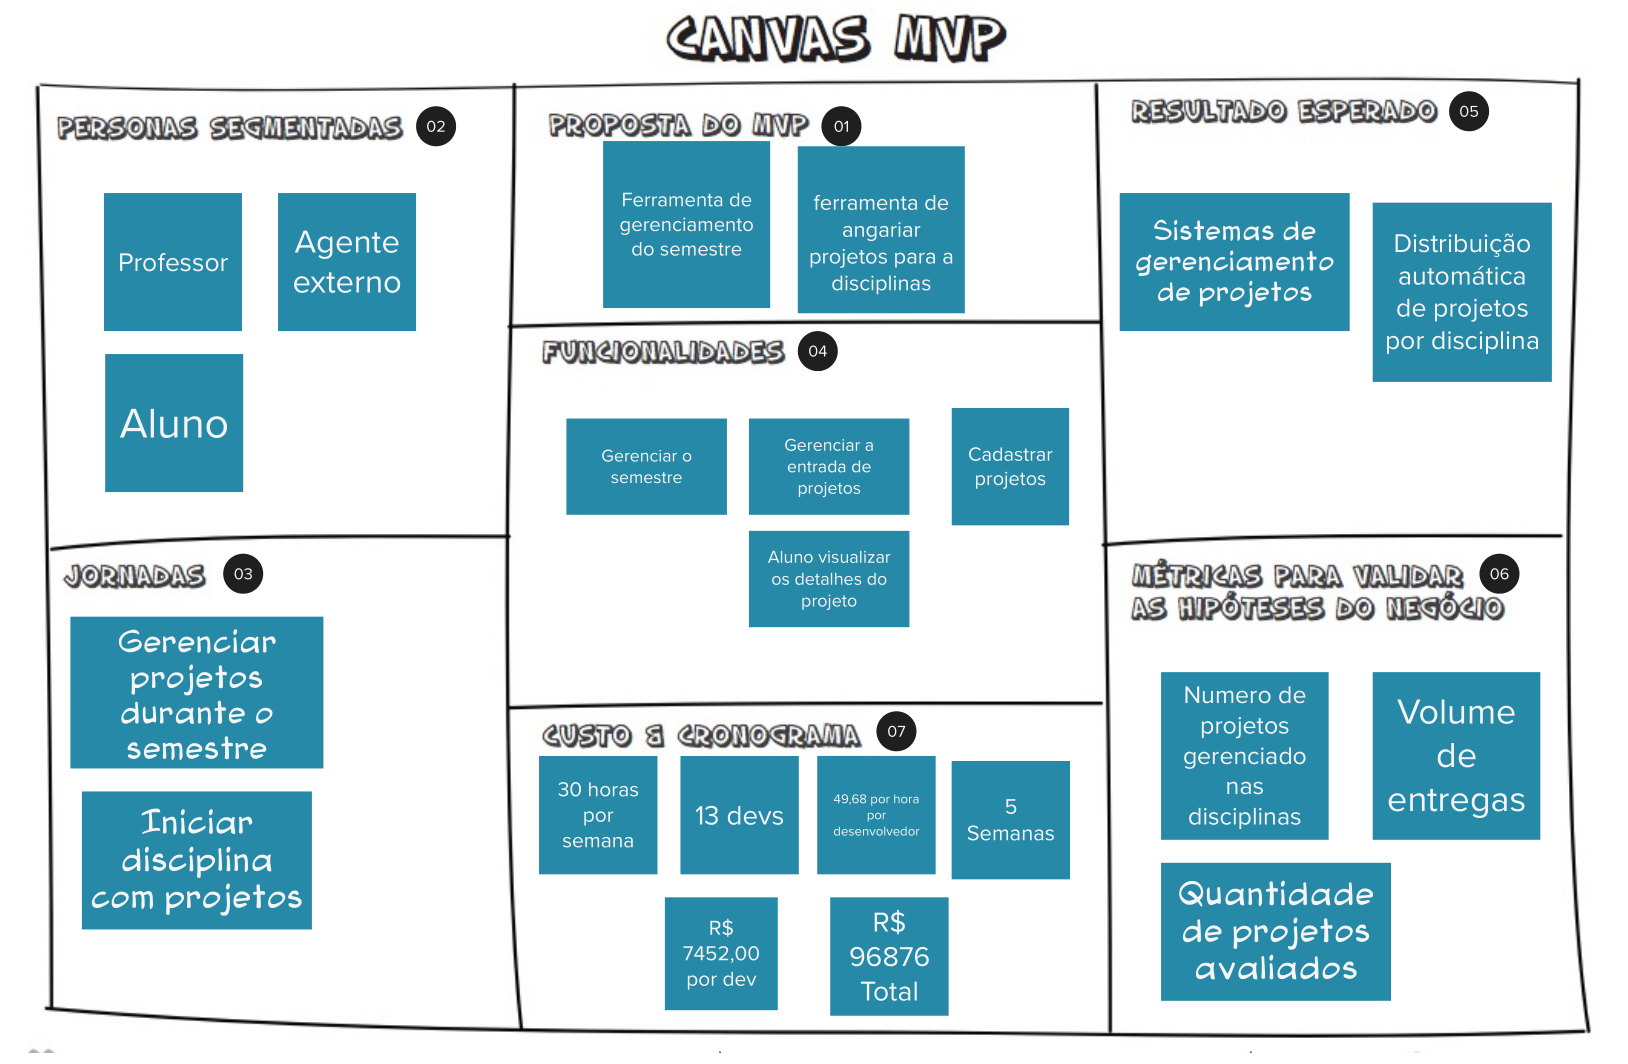 CANVAS MVP
PERSONAS SEGMENTADAS 02
Professor
Agente
externo
Aluno
PROPOSTA DO MVP 01
Ferramenta de
gerenciamento
do semestre
ferramenta de
angariar
projetos para a
disciplinas
RESULTADO ESPERADO 05
Sistemas de
gerenciamento
de projetos
Distribuição
automática
de projetos
por disciplina
FUNCIONALIDADES 04
Gerenciar o
semestre
Gerenciar a
entrada de
projetos
Cadastrar
projetos
Aluno visualizar
os detalhes do
projeto
JORNADAS 03
Gerenciar
projetos
durante o
semestre
Iniciar
disciplina
com projetos
MÉTRICAS PARA VALIDAR 06
AS HIPÓTESES DO NEGÓCIO
Numero de
projetos
gerenciado
nas
disciplinas
Volume
de
entregas
Quantidade
de projetos
avaliados
CUSTO & CRONOGRAMA 07
30 horas
por
semana
13 devs
49,68 por hora
por
desenvolvedor
5
Semanas
R$
7452,00
por dev
R$
96876
Total